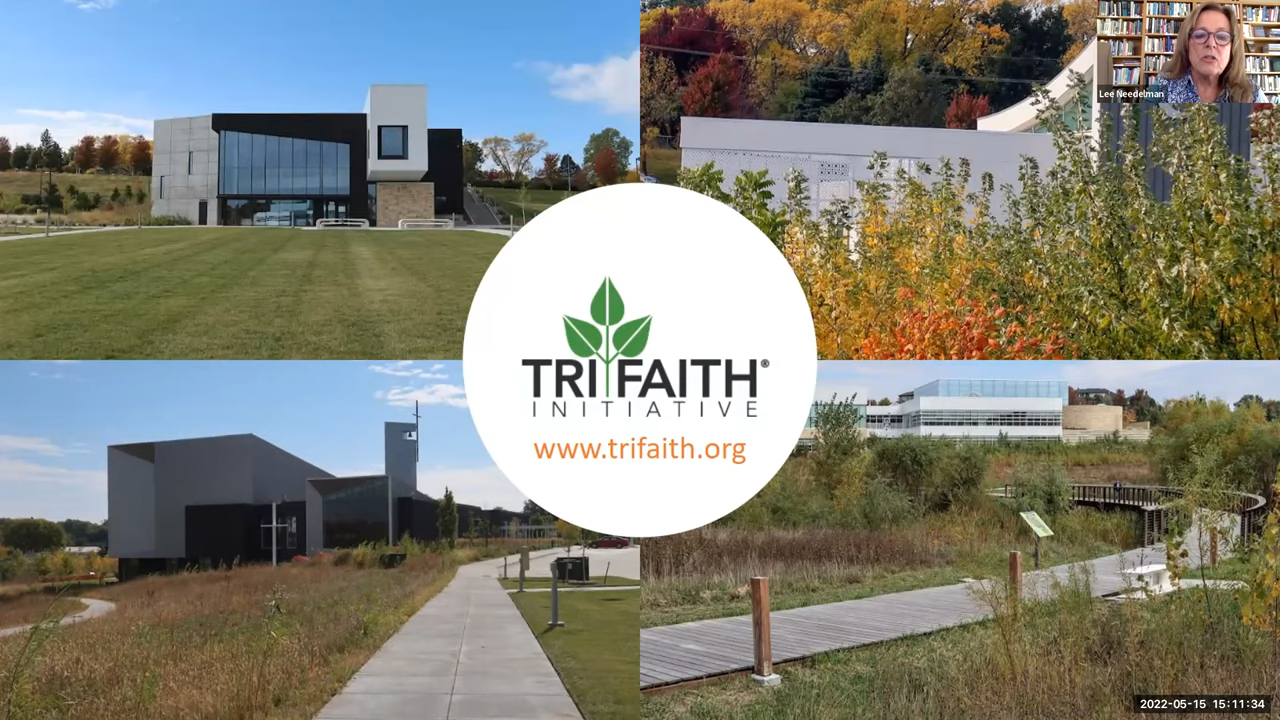 Lee Needelman
TRI FAITH®
INITIATIVE
www.trifaith.org
2022-05-15 15:11:34